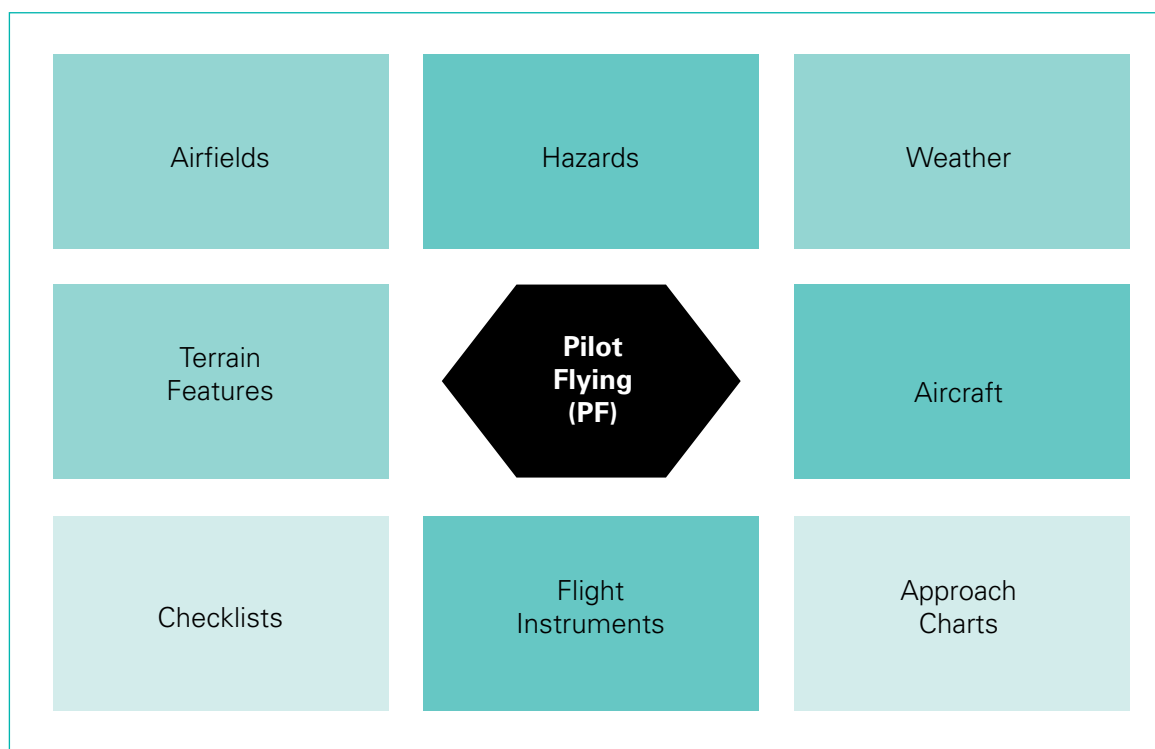 Airfields
Hazards
Weather
Terrain
Features
Pilot
Flying
(PF)
Aircraft
Checklists
Flight
Instruments
Approach
Charts